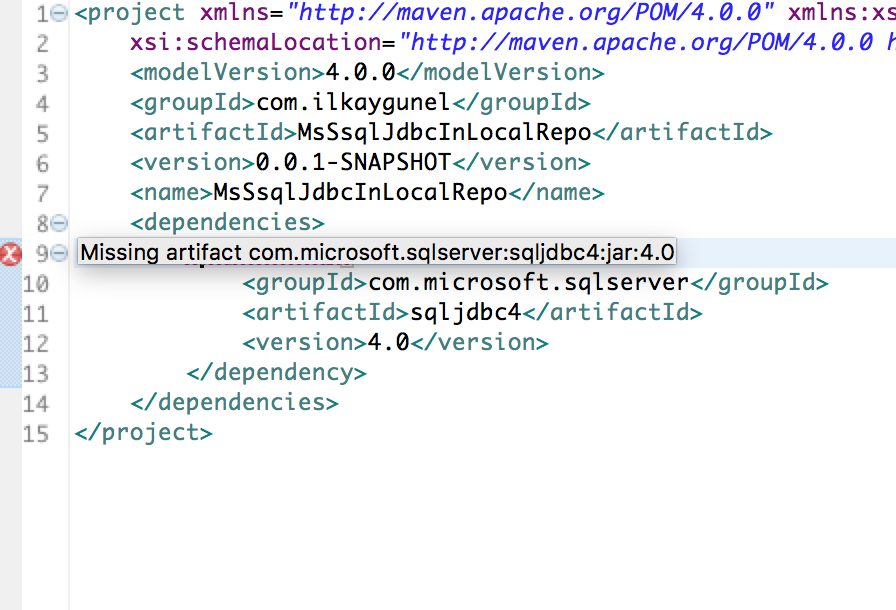 1 <project xmlns="http://maven.apache.org/POM/4.0.0" xmlns:xs
2 xsi:schemaLocation="http://maven.apache.org/POM/4.0.0 h
3 <modelVersion>4.0.0</modelVersion>
4 <groupId>com.ilkaygunel</groupId>
5 <artifactId>MsSsqlJdbcInLocalRepo</artifactId>
6 <version>0.0.1-SNAPSHOT</version>
7 <name>MsSsqlJdbcInLocalRepo</name>
8 <dependencies>
9 Missing artifact com.microsoft.sqlserver:sqljdbc4:jar:4.0
10 <groupId>com.microsoft.sqlserver</groupId>
11 <artifactId>sqljdbc4</artifactId>
12 <version>4.0</version>
13 </dependency>
14 </dependencies>
15 </project>